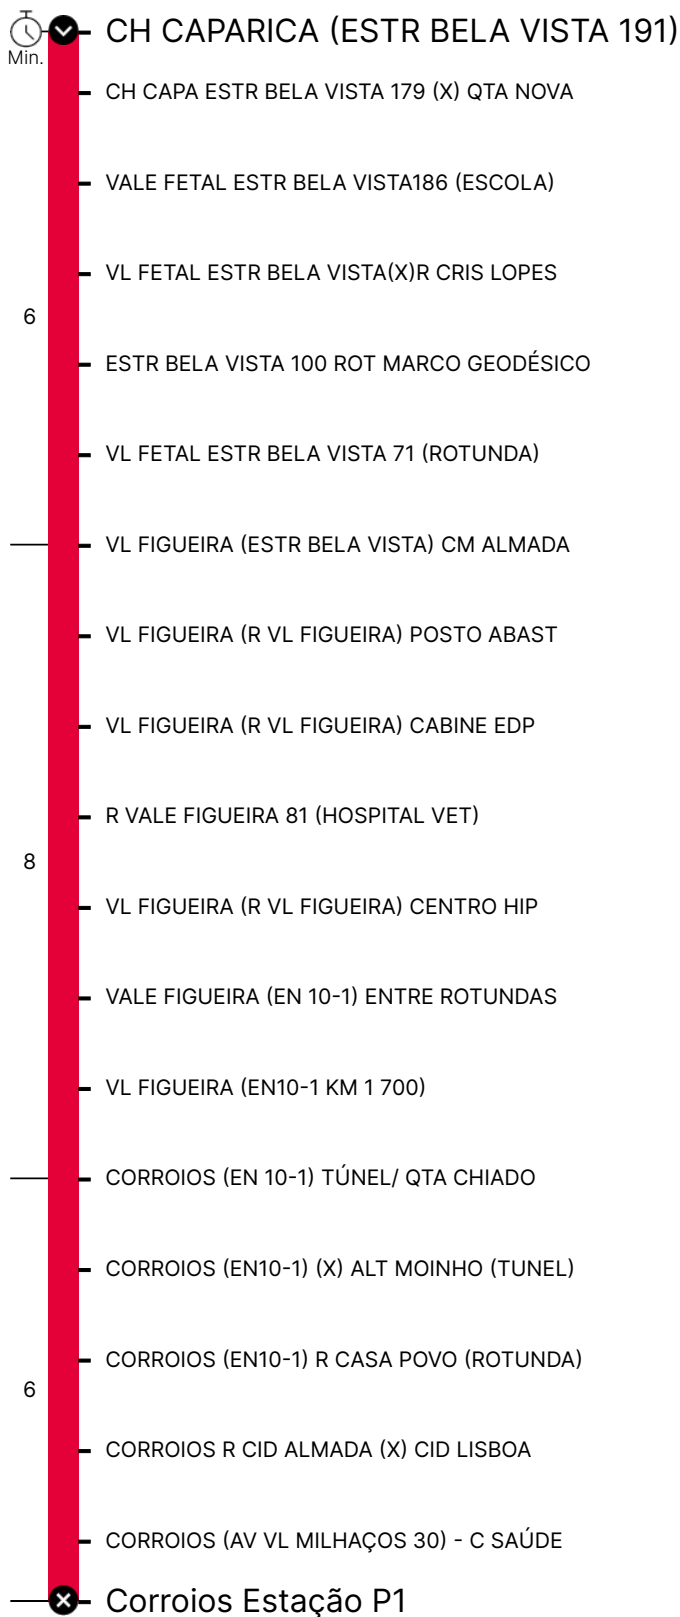 CH CAPARICA (ESTR BELA VISTA 191)
Min.
CH CAPA ESTR BELA VISTA 179 (X) QTA NOVA
VALE FETAL ESTR BELA VISTA186 (ESCOLA)
VL FETAL ESTR BELA VISTA(X)R CRIS LOPES
6
ESTR BELA VISTA 100 ROT MARCO GEODÉSICO
VL FETAL ESTR BELA VISTA 71 (ROTUNDA)
VL FIGUEIRA (ESTR BELA VISTA) CM ALMADA
VL FIGUEIRA (R VL FIGUEIRA) POSTO ABAST
VL FIGUEIRA (R VL FIGUEIRA) CABINE EDP
R VALE FIGUEIRA 81 (HOSPITAL VET)
8
VL FIGUEIRA (R VL FIGUEIRA) CENTRO HIP
VALE FIGUEIRA (EN 10-1) ENTRE ROTUNDAS
VL FIGUEIRA (EN10-1 KM 1 700)
CORROIOS (EN 10-1) TÚNEL/ QTA CHIADO
CORROIOS (EN10-1) (X) ALT MOINHO (TUNEL)
CORROIOS (EN10-1) R CASA POVO (ROTUNDA)
6
CORROIOS R CID ALMADA (X) CID LISBOA
CORROIOS (AV VL MILHAÇOS 30) - C SAÚDE
Corroios Estação P1